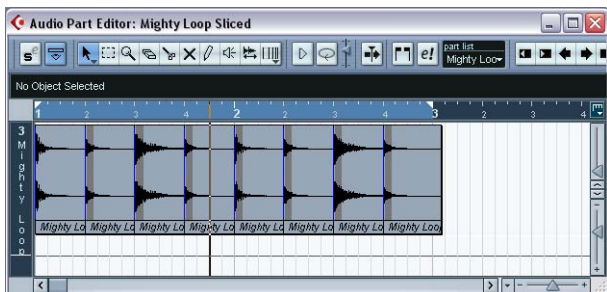 Audio Part Editor: Mighty Loop Sliced
part list
Mighty Loo
No Object Selected
1 2 3 4 2 2 3 4 3 2 3 4
3
Mighty Loop
Mighty Lo Mighty Lo Mighty Lo Mighty Lo Mighty Lo Mighty Lo Mighty Lo Mighty Loo